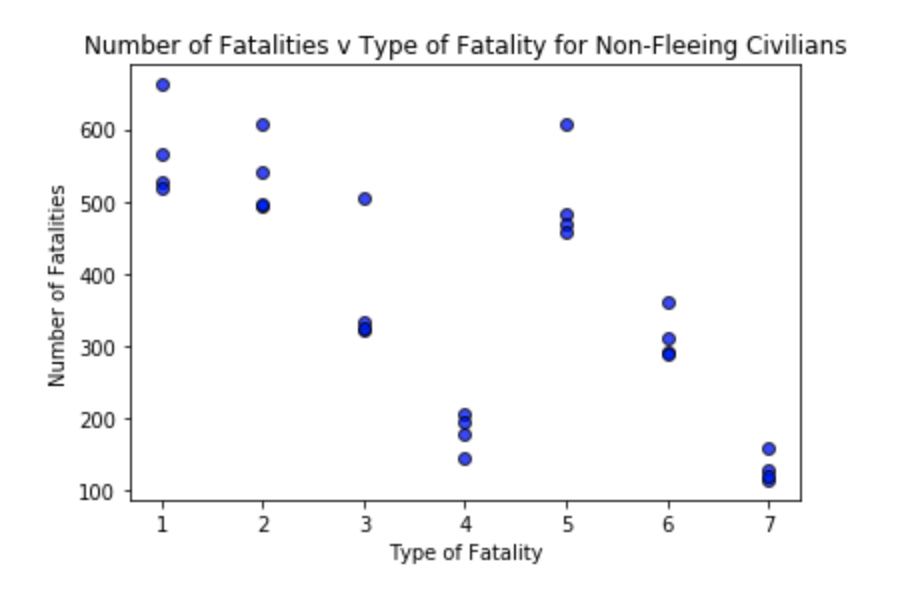 Number of Fatalities v Type of Fatality for Non-Fleeing Civilians
Number of Fatalities
600
500
400
300
200
100
1 2 3 4 5 6 7
Type of Fatality